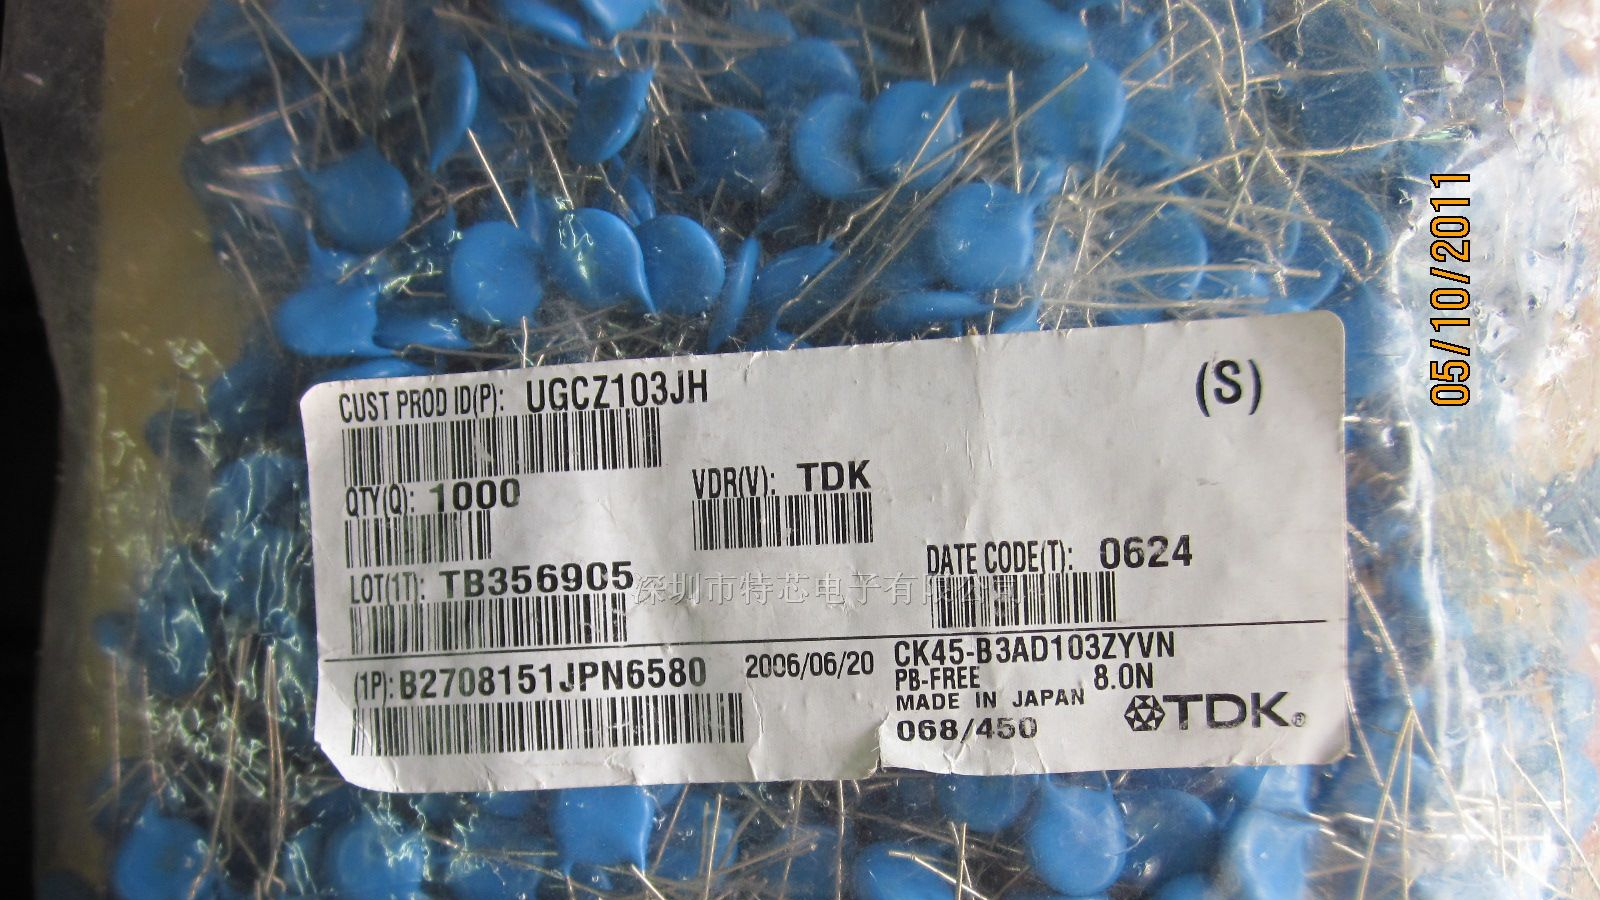 CUST PROD ID(P): UGCZ103JH
(S)
QTY(Q): 1000
VDR(V): TDK
LOT(1T): TB356905
DATE CODE(T): 0624
深圳市特芯电子有限公司
(1P): B2708151JPN6580
2006/06/20
CK45-B3AD103ZYVN
PB-FREE 8.0N
MADE IN JAPAN
068/450
TDK®
05/10/2011